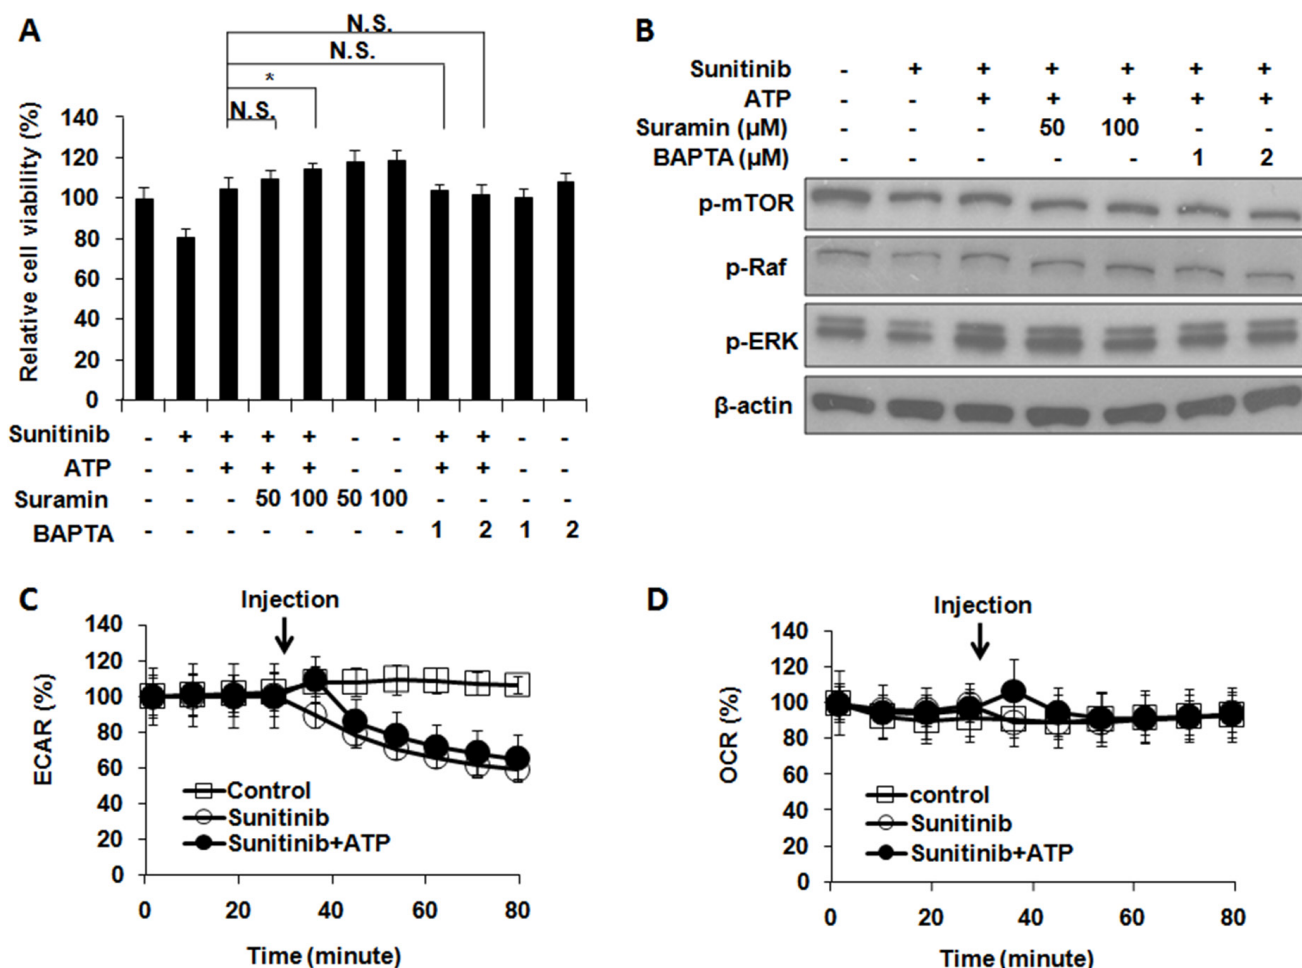 A
N.S.
N.S.
*
N.S.
Relative cell viability (%)
140
120
100
80
60
40
20
0
Sunitinib - + + + + - - + + - -
ATP - - + + + - - + + - -
Suramin - - - 50 100 50 100 - - - -
BAPTA - - - - - - - 1 2 1 2
B
Sunitinib - + + + + + +
ATP - - + + + + +
Suramin (µM) - - - 50 100 - -
BAPTA (µM) - - - - - 1 2
p-mTOR
p-Raf
p-ERK
β-actin
C
Injection
ECAR (%)
140
120
100
80
60
40
20
0
Control
Sunitinib
Sunitinib+ATP
0 20 40 60 80
Time (minute)
D
Injection
OCR (%)
140
120
100
80
60
40
20
0
control
Sunitinib
Sunitinib+ATP
0 20 40 60 80
Time (minute)